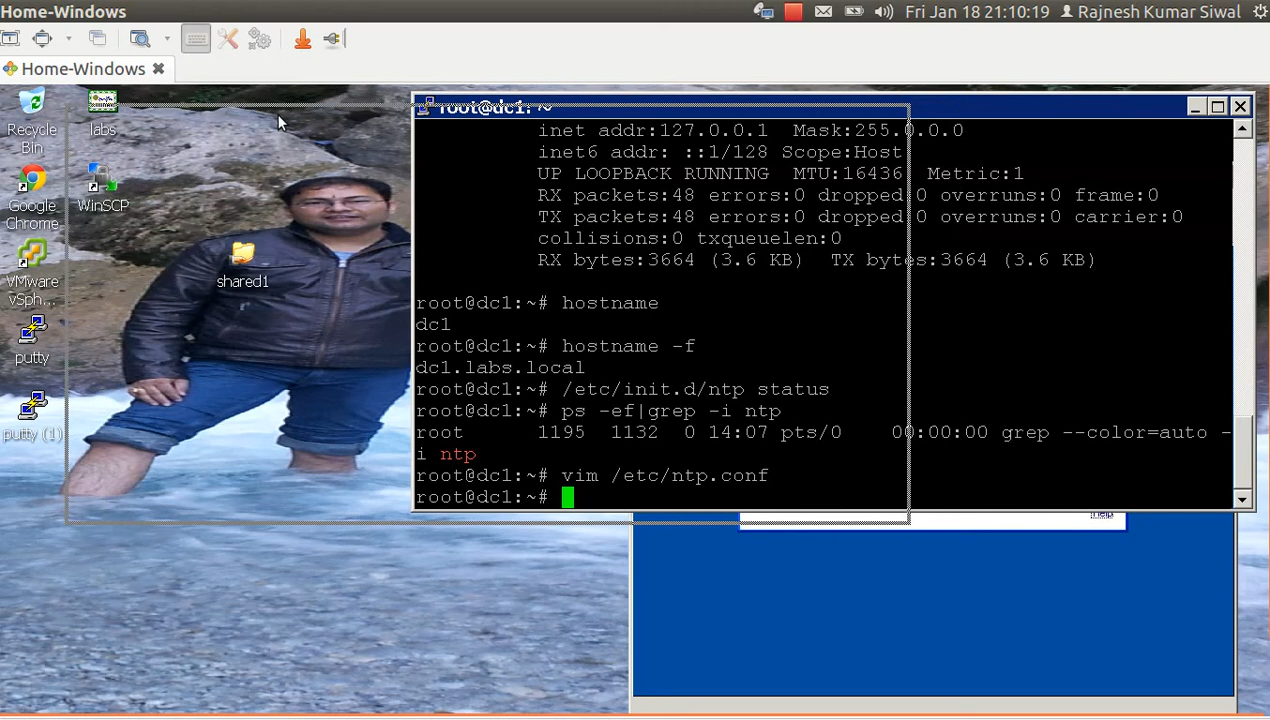 Home-Windows
Fri Jan 18 21:10:19
Rajnesh Kumar Siwal
Home-Windows
Recycle
Bin
labs
Google
Chrome
WinSCP
VMware
vSph...
shared1
putty
putty (1)
root@dc1: ~
inet addr:127.0.0.1  Mask:255.0.0.0
inet6 addr: ::1/128 Scope:Host
UP LOOPBACK RUNNING  MTU:16436  Metric:1
RX packets:48 errors:0 dropped:0 overruns:0 frame:0
TX packets:48 errors:0 dropped:0 overruns:0 carrier:0
collisions:0 txqueuelen:0
RX bytes:3664 (3.6 KB)  TX bytes:3664 (3.6 KB)
root@dc1:~# hostname
dc1
root@dc1:~# hostname -f
dc1.labs.local
root@dc1:~# /etc/init.d/ntp status
root@dc1:~# ps -ef|grep -i ntp
root      1195  1132  0 14:07 pts/0    00:00:00 grep --color=auto -
i ntp
root@dc1:~# vim /etc/ntp.conf
root@dc1:~#
Help